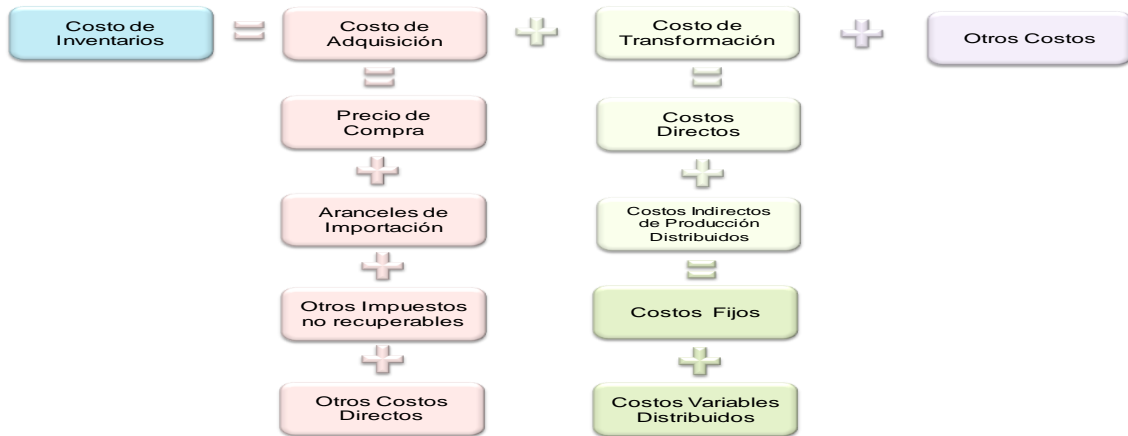 Costo de
Inventarios
=
Costo de
Adquisición
+
Costo de
Transformación
+
Otros Costos
=
Precio de
Compra
+
Aranceles de
Importación
+
Otros Impuestos
no recuperables
+
Otros Costos
Directos
=
Costos
Directos
+
Costos Indirectos
de Producción
Distribuidos
=
Costos Fijos
+
Costos Variables
Distribuidos